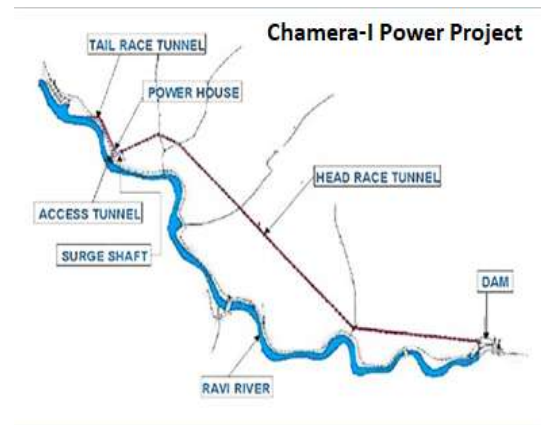 Chamera-I Power Project
TAIL RACE TUNNEL
POWER HOUSE
HEAD RACE TUNNEL
ACCESS TUNNEL
SURGE SHAFT
DAM
RAVI RIVER